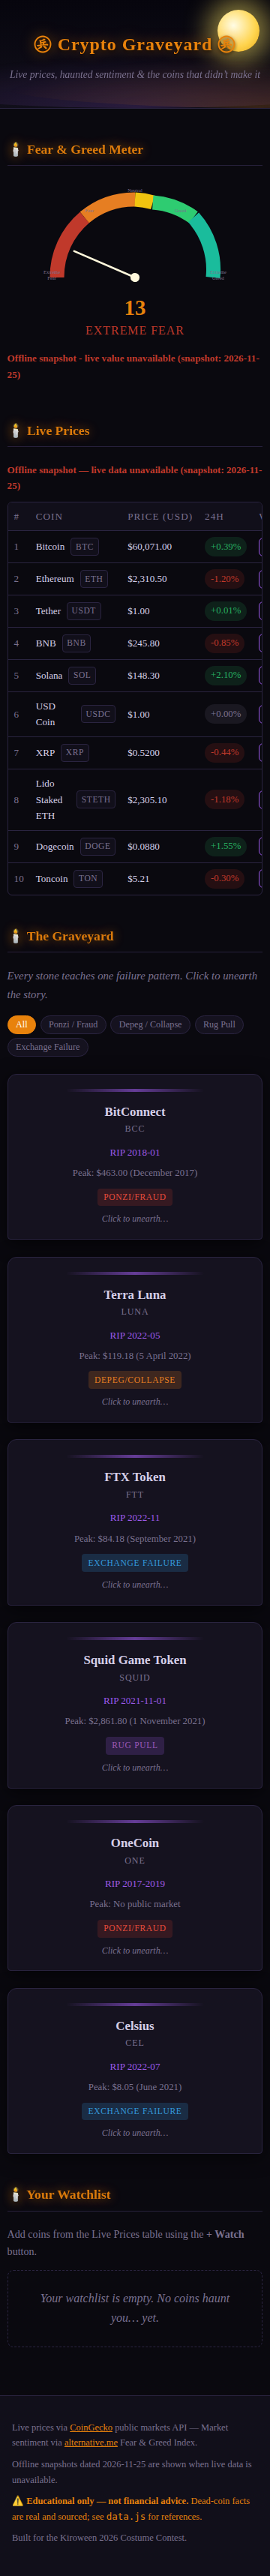 ㋬ Crypto Graveyard ㋬
Live prices, haunted sentiment & the coins that didn’t make it
🕯️ Fear & Greed Meter
13
EXTREME FEAR
Offline snapshot - live value unavailable (snapshot: 2026-11-
25)
🕯️ Live Prices
Offline snapshot — live data unavailable (snapshot: 2026-11-
25)
# COIN PRICE (USD) 24H
1 Bitcoin BTC $60,071.00 +0.39%
2 Ethereum ETH $2,310.50 -1.20%
3 Tether USDT $1.00 +0.01%
4 BNB BNB $245.80 -0.85%
5 Solana SOL $148.30 +2.10%
6 USD Coin USDC $1.00 +0.00%
7 XRP XRP $0.5200 -0.44%
8 Lido Staked ETH STETH $2,305.10 -1.18%
9 Dogecoin DOGE $0.0880 +1.55%
10 Toncoin TON $5.21 -0.30%
🕯️ The Graveyard
Every stone teaches one failure pattern. Click to unearth
the story.
All Ponzi / Fraud Depeg / Collapse Rug Pull
Exchange Failure
BitConnect
BCC
RIP 2018-01
Peak: $463.00 (December 2017)
PONZI/FRAUD
Click to unearth…
Terra Luna
LUNA
RIP 2022-05
Peak: $119.18 (5 April 2022)
DEPEG/COLLAPSE
Click to unearth…
FTX Token
FTT
RIP 2022-11
Peak: $84.18 (September 2021)
EXCHANGE FAILURE
Click to unearth…
Squid Game Token
SQUID
RIP 2021-11-01
Peak: $2,861.80 (1 November 2021)
RUG PULL
Click to unearth…
OneCoin
ONE
RIP 2017-2019
Peak: No public market
PONZI/FRAUD
Click to unearth…
Celsius
CEL
RIP 2022-07
Peak: $8.05 (June 2021)
EXCHANGE FAILURE
Click to unearth…
🕯️ Your Watchlist
Add coins from the Live Prices table using the + Watch
button.
Your watchlist is empty. No coins haunt
you… yet.
Live prices via CoinGecko public markets API — Market
sentiment via alternative.me Fear & Greed Index.
Offline snapshots dated 2026-11-25 are shown when live data is
unavailable.
⚠️ Educational only — not financial advice. Dead-coin facts
are real and sourced; see data.js for references.
Built for the Kiroween 2026 Costume Contest.